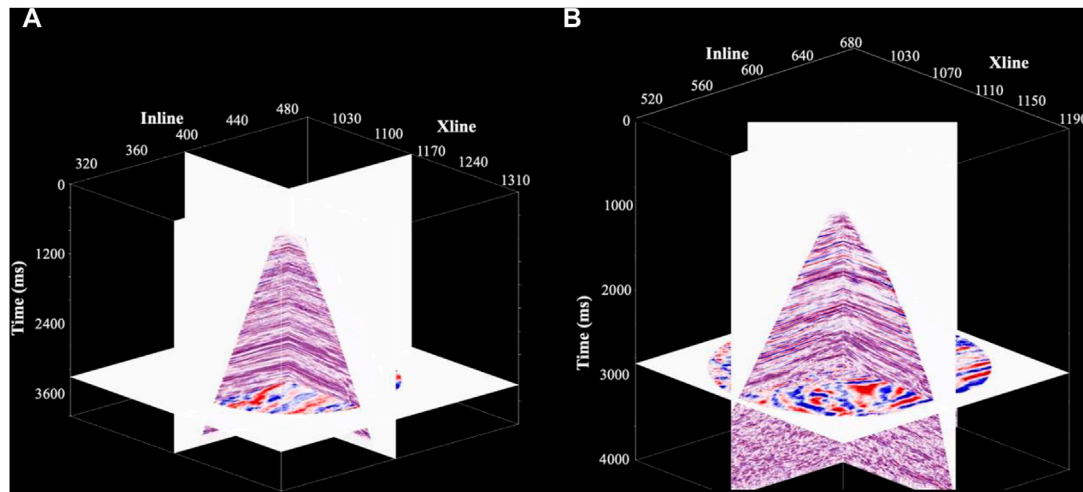 A
Inline
320 360 400 440 480
Xline
1030 1100 1170 1240 1310
Time (ms)
0
1200
2400
3600
B
Inline
520 560 600 640 680
Xline
1030 1070 1110 1150 1190
Time (ms)
0
1000
2000
3000
4000